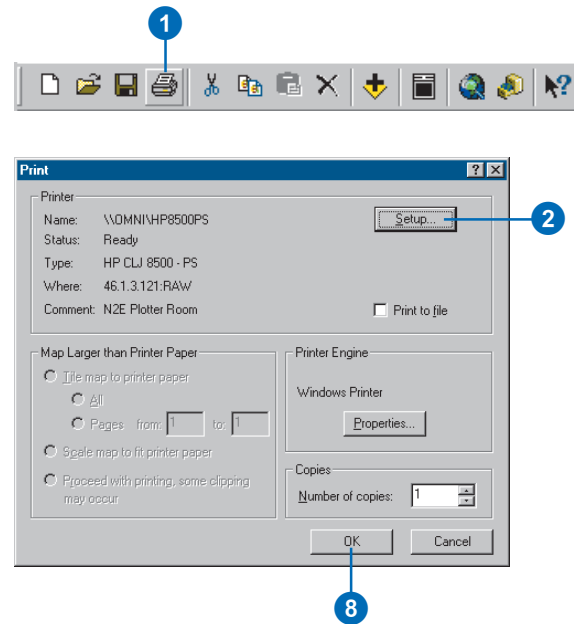 1
Print
Printer
Name: \\OMNI\HP8500PS
Setup...
2
Status: Ready
Type: HP CLJ 8500 - PS
Where: 46.1.3.121:RAW
Comment: N2E Plotter Room
Print to file
Map Larger than Printer Paper
Tile map to printer paper
All
Pages from: 1 to: 1
Scale map to fit printer paper
Proceed with printing, some clipping
may occur
Printer Engine
Windows Printer
Properties...
Copies
Number of copies: 1
OK
Cancel
8